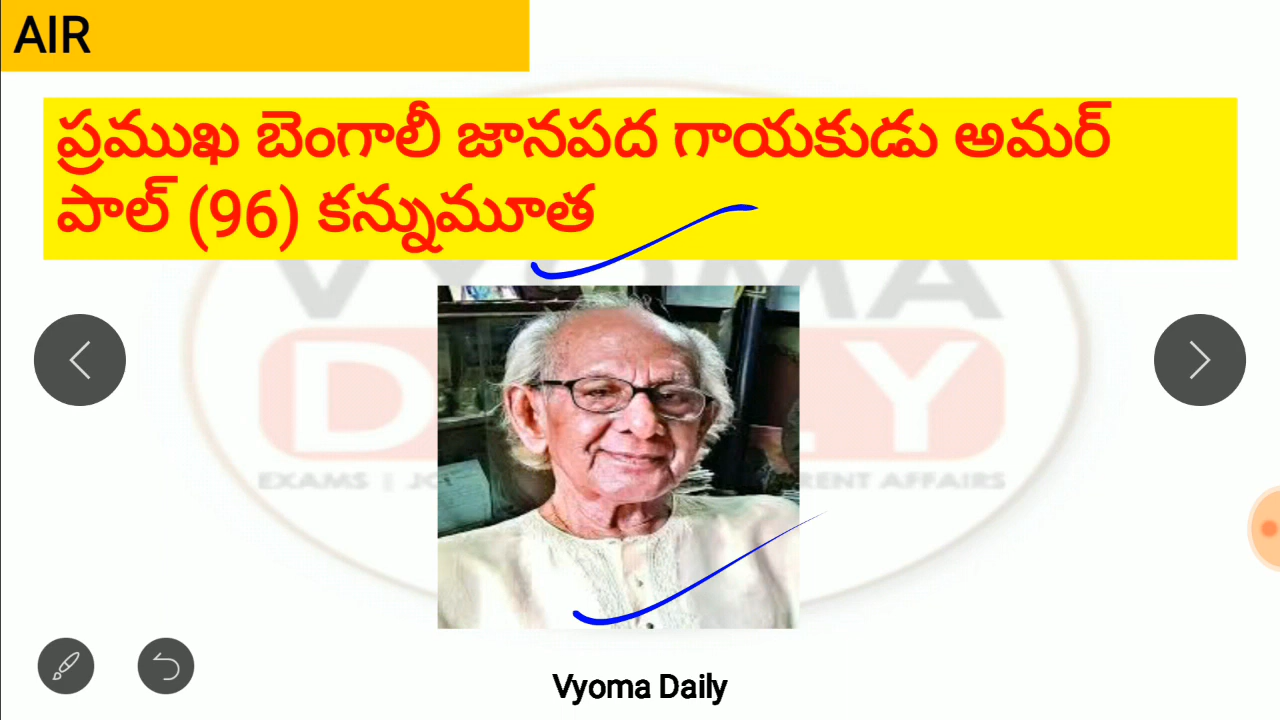 AIR
ప్రముఖ బెంగాలీ జానపద గాయకుడు అమర్
పాల్ (96) కన్నుమూత
Vyoma Daily